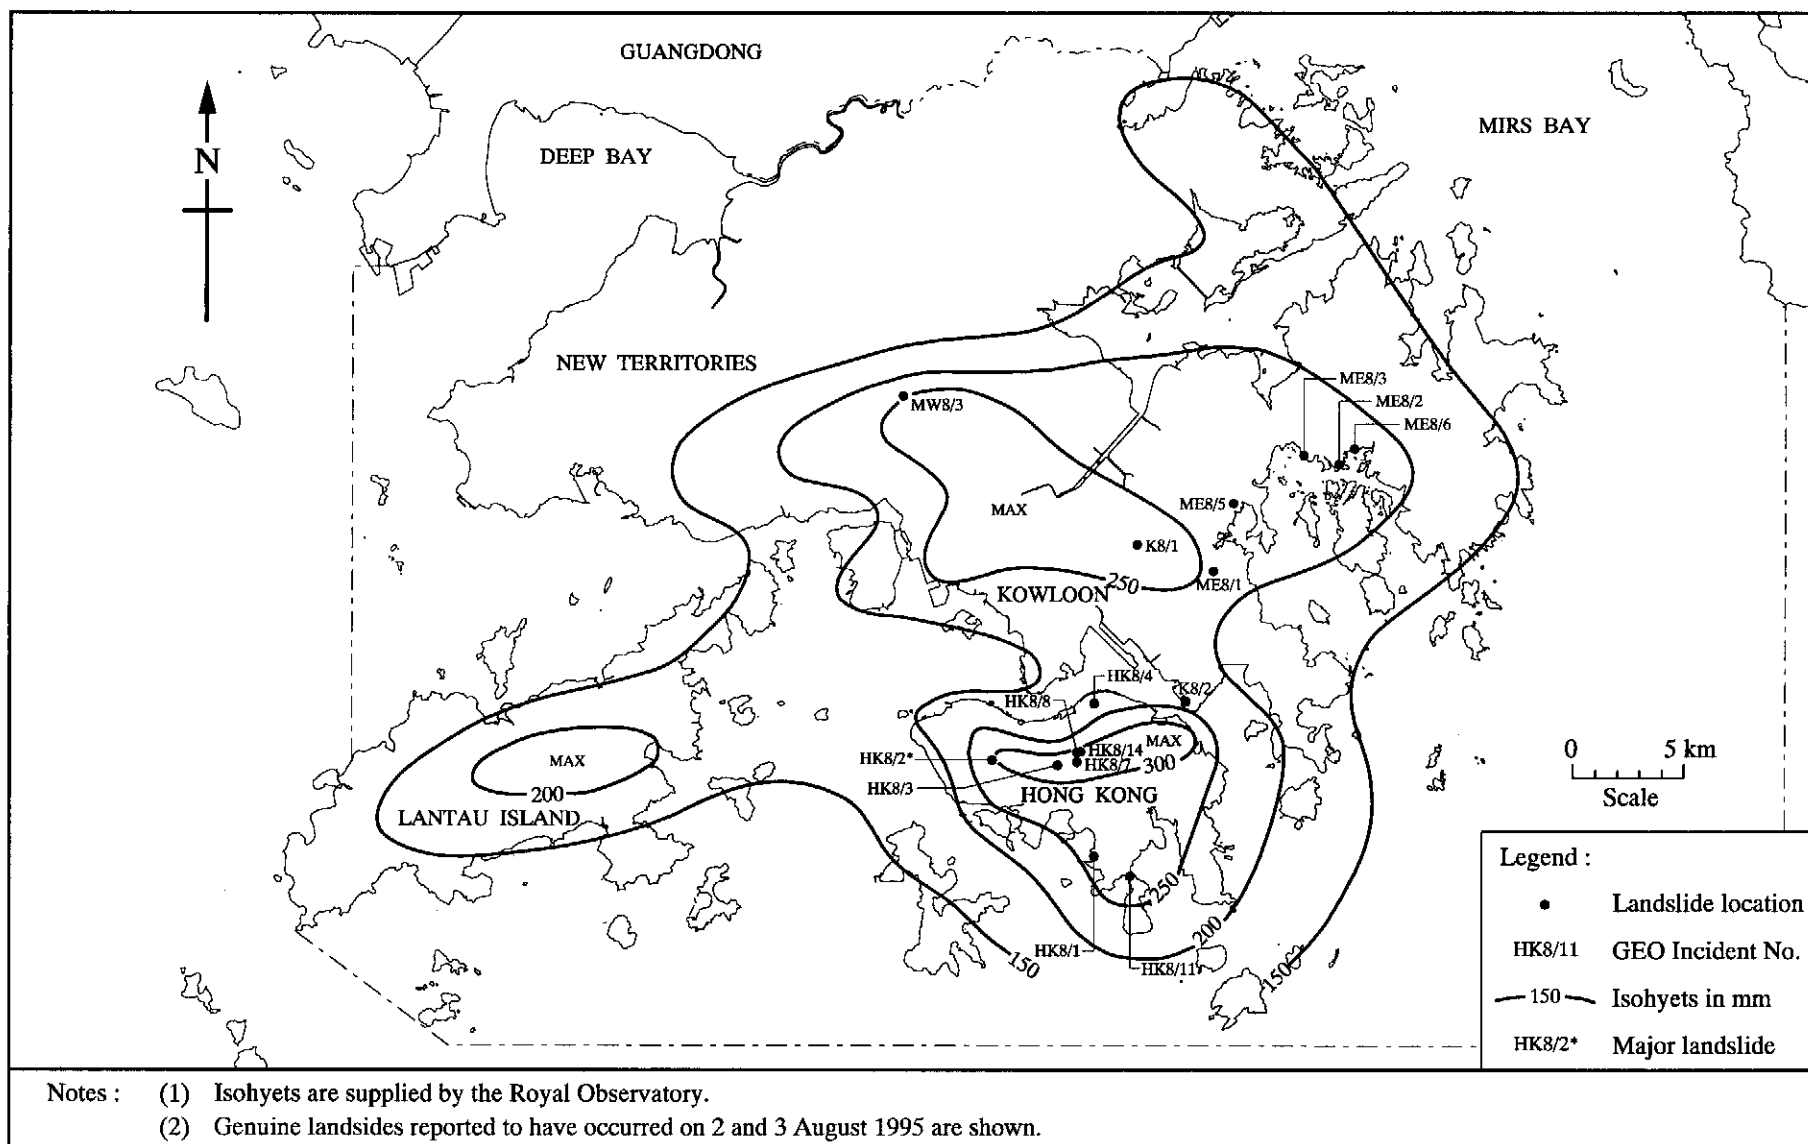 GUANGDONG
MIRS BAY
DEEP BAY
N
NEW TERRITORIES
ME8/3
ME8/2
ME8/6
MW8/3
MAX
ME8/5
K8/1
250
ME8/1
KOWLOON
HK8/4
HK8/8
K8/2
MAX
HK8/14
HK8/2*
HK8/7
300
HK8/3
HONG KONG
MAX
200
LANTAU ISLAND
0 5 km
Scale
250
200
150
150
HK8/1
HK8/11
Legend :
Landslide location
HK8/11 GEO Incident No.
150 Isohyets in mm
HK8/2* Major landslide
Notes : (1) Isohyets are supplied by the Royal Observatory.
(2) Genuine landsides reported to have occurred on 2 and 3 August 1995 are shown.